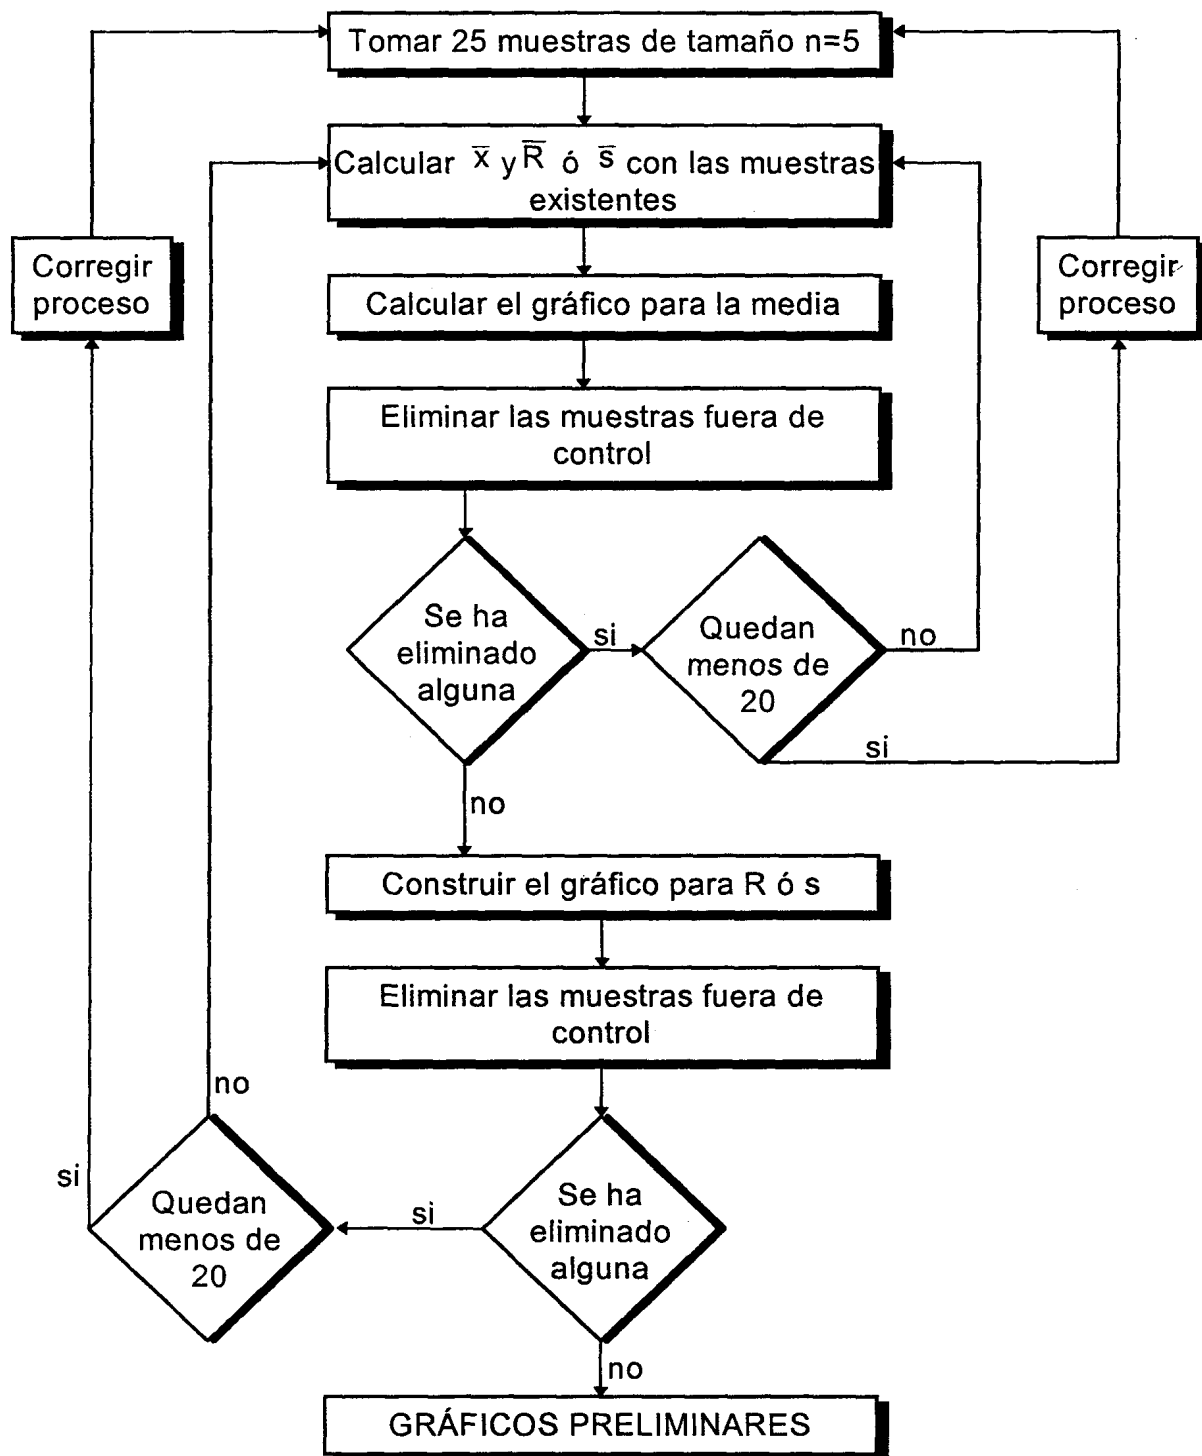 Tomar 25 muestras de tamaño n=5
Calcular x̅ y R̅ ó s̅ con las muestras
existentes
Corregir
proceso
Calcular el gráfico para la media
Corregir
proceso
Eliminar las muestras fuera de
control
Se ha
eliminado
alguna
si
Quedan
menos de
20
no
si
no
Construir el gráfico para R ó s
Eliminar las muestras fuera de
control
no
si
Quedan
menos de
20
si
Se ha
eliminado
alguna
no
GRÁFICOS PRELIMINARES